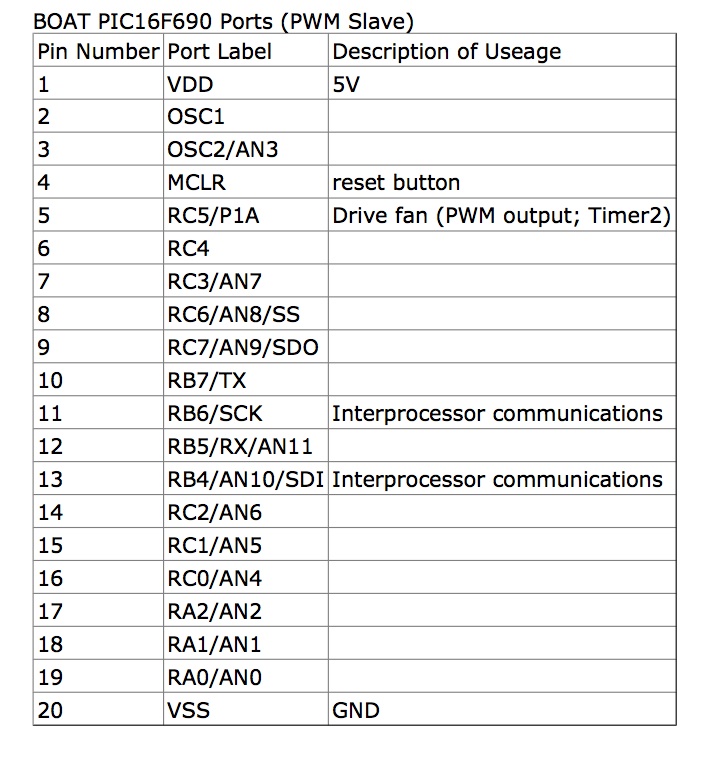 BOAT PIC16F690 Ports (PWM Slave)
Pin Number Port Label Description of Useage
1 VDD 5V
2 OSC1
3 OSC2/AN3
4 MCLR reset button
5 RC5/P1A Drive fan (PWM output; Timer2)
6 RC4
7 RC3/AN7
8 RC6/AN8/SS
9 RC7/AN9/SDO
10 RB7/TX
11 RB6/SCK Interprocessor communications
12 RB5/RX/AN11
13 RB4/AN10/SDI Interprocessor communications
14 RC2/AN6
15 RC1/AN5
16 RC0/AN4
17 RA2/AN2
18 RA1/AN1
19 RA0/AN0
20 VSS GND